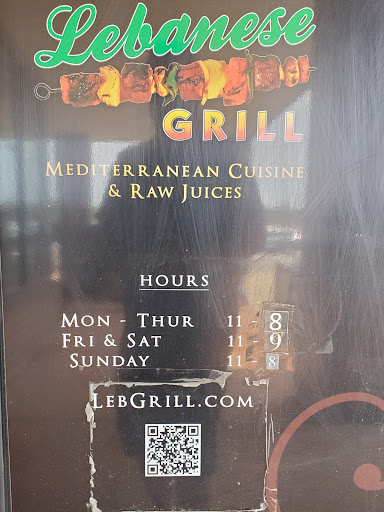 Lebanese
GRILL
MEDITERRANEAN CUISINE
& RAW JUICES
HOURS
MON - THUR 11 - 8
FRI & SAT 11 - 9
SUNDAY 11 - 8
LEBGRILL.COM